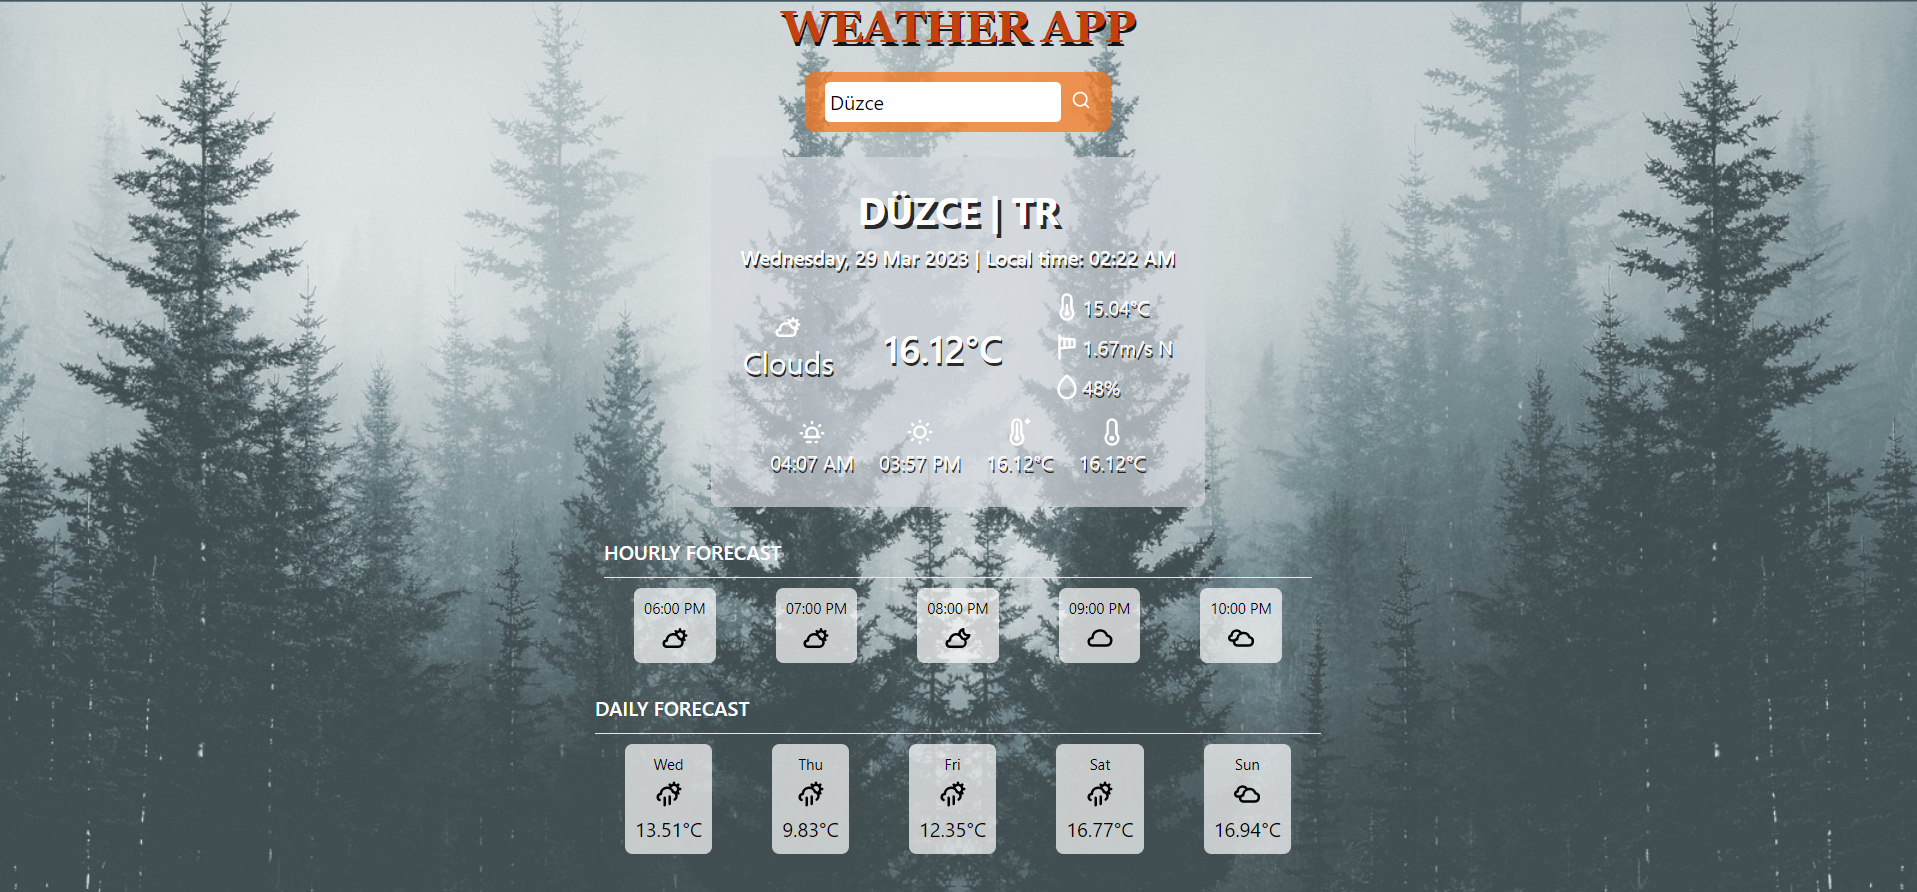 WEATHER APP
Düzce
DÜZCE | TR
Wednesday, 29 Mar 2023 | Local time: 02:22 AM
Clouds
16.12°C
15.04°C
1.67m/s N
48%
04:07 AM 03:57 PM 16.12°C 16.12°C
HOURLY FORECAST
06:00 PM 07:00 PM 08:00 PM 09:00 PM 10:00 PM
DAILY FORECAST
Wed Thu Fri Sat Sun
13.51°C 9.83°C 12.35°C 16.77°C 16.94°C